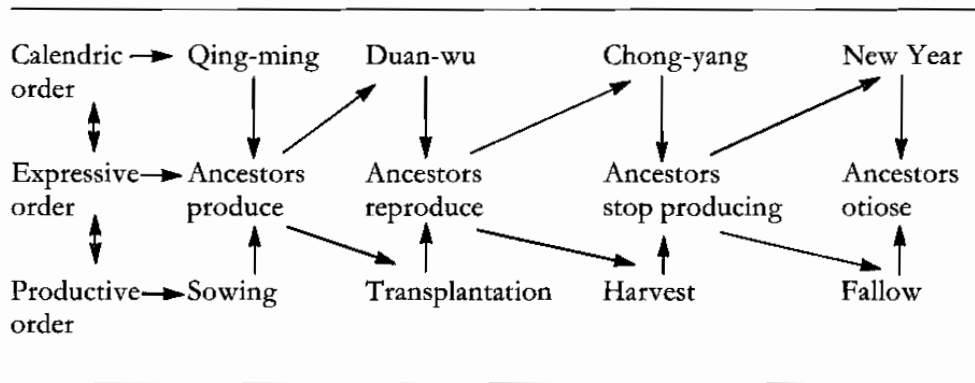 Calendric Qing-ming Duan-wu Chong-yang New Year
order
Expressive Ancestors Ancestors Ancestors Ancestors
order produce reproduce stop producing otiose
Productive Sowing Transplantation Harvest Fallow
order